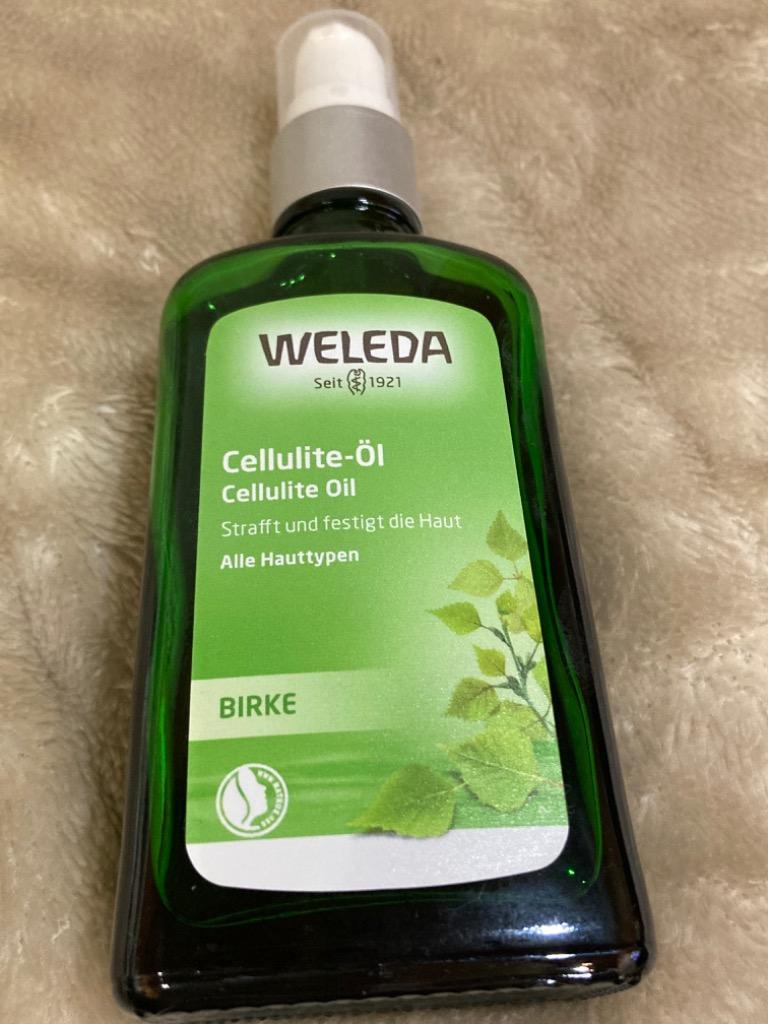 WELEDA
Seit 1921
Cellulite-Öl
Cellulite Oil
Strafft und festigt die Haut
Alle Hauttypen
BIRKE